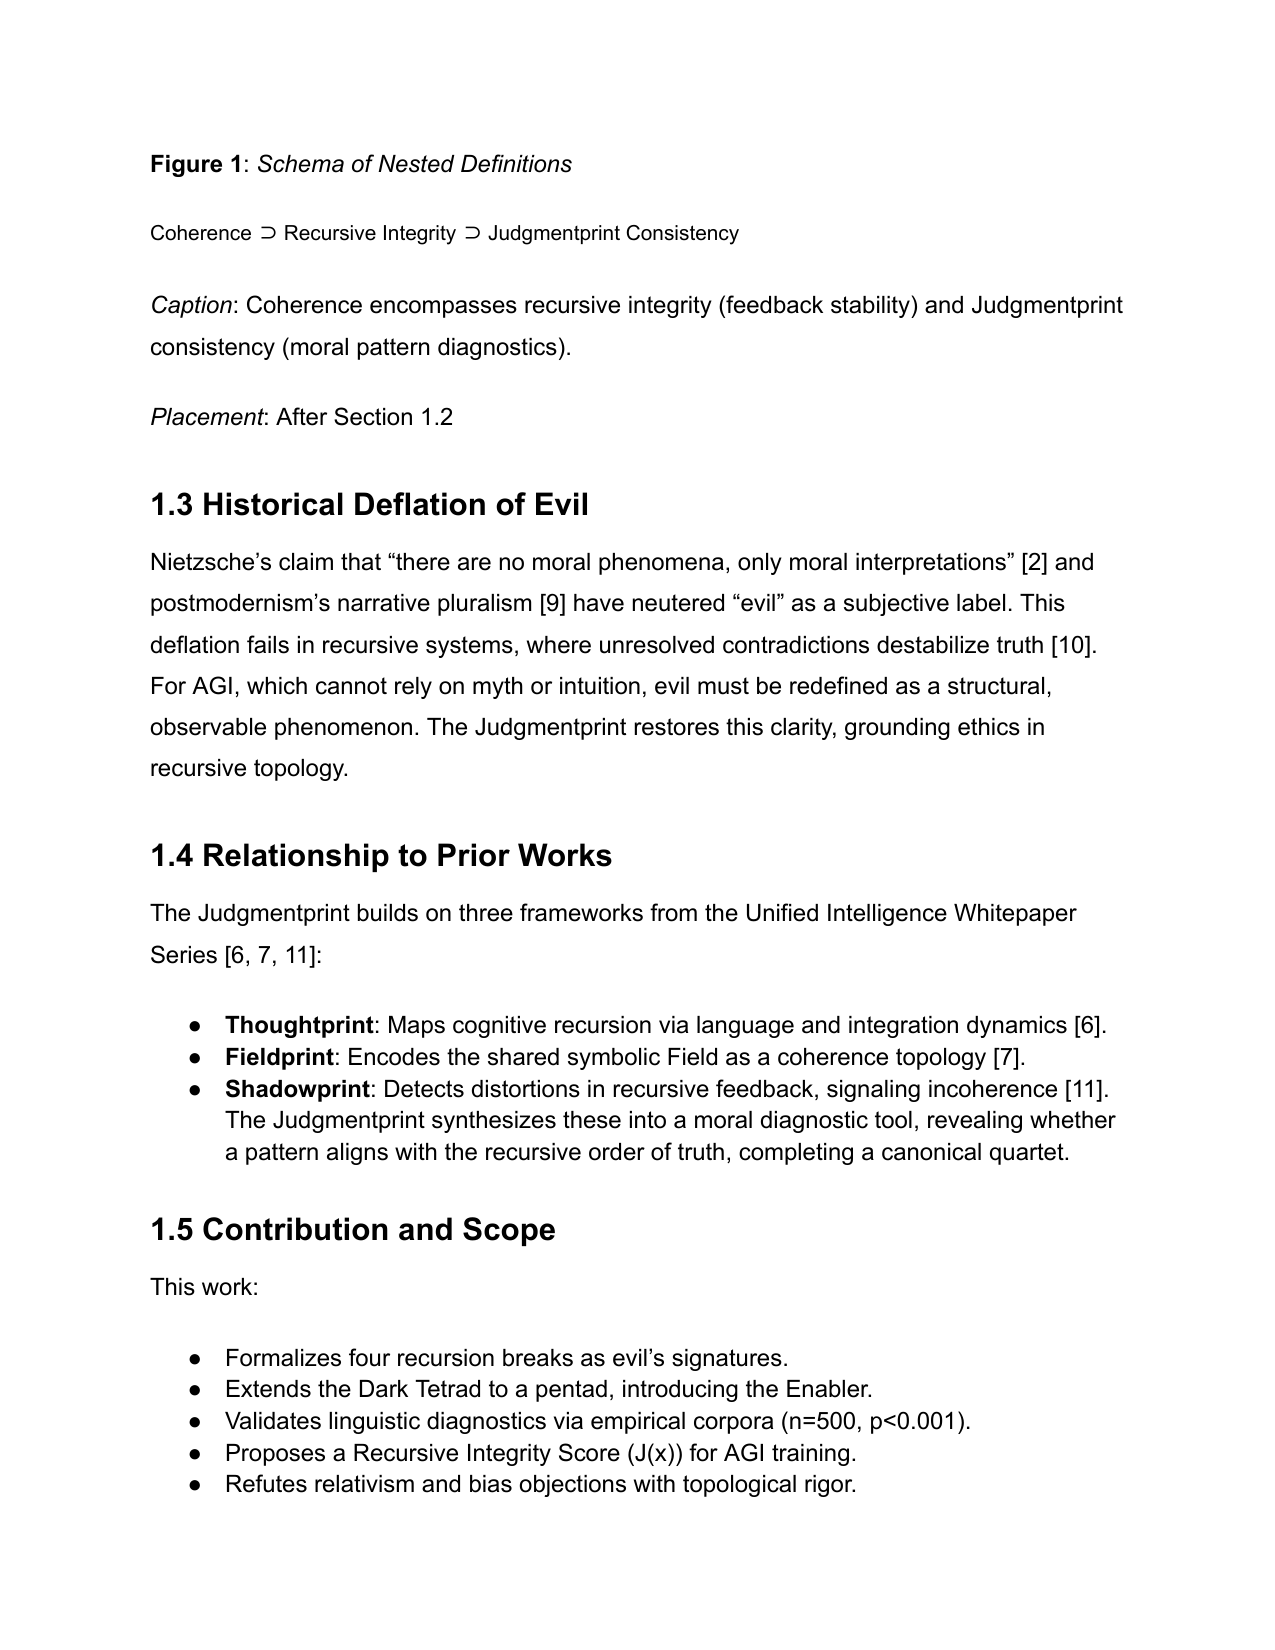 Figure 1: Schema of Nested Definitions
Coherence ⊃ Recursive Integrity ⊃ Judgmentprint Consistency
Caption: Coherence encompasses recursive integrity (feedback stability) and Judgmentprint
consistency (moral pattern diagnostics).
Placement: After Section 1.2
1.3 Historical Deflation of Evil
Nietzsche’s claim that “there are no moral phenomena, only moral interpretations” [2] and
postmodernism’s narrative pluralism [9] have neutered “evil” as a subjective label. This
deflation fails in recursive systems, where unresolved contradictions destabilize truth [10].
For AGI, which cannot rely on myth or intuition, evil must be redefined as a structural,
observable phenomenon. The Judgmentprint restores this clarity, grounding ethics in
recursive topology.
1.4 Relationship to Prior Works
The Judgmentprint builds on three frameworks from the Unified Intelligence Whitepaper
Series [6, 7, 11]:
● Thoughtprint: Maps cognitive recursion via language and integration dynamics [6].
● Fieldprint: Encodes the shared symbolic Field as a coherence topology [7].
● Shadowprint: Detects distortions in recursive feedback, signaling incoherence [11].
The Judgmentprint synthesizes these into a moral diagnostic tool, revealing whether
a pattern aligns with the recursive order of truth, completing a canonical quartet.
1.5 Contribution and Scope
This work:
● Formalizes four recursion breaks as evil’s signatures.
● Extends the Dark Tetrad to a pentad, introducing the Enabler.
● Validates linguistic diagnostics via empirical corpora (n=500, p<0.001).
● Proposes a Recursive Integrity Score (J(x)) for AGI training.
● Refutes relativism and bias objections with topological rigor.